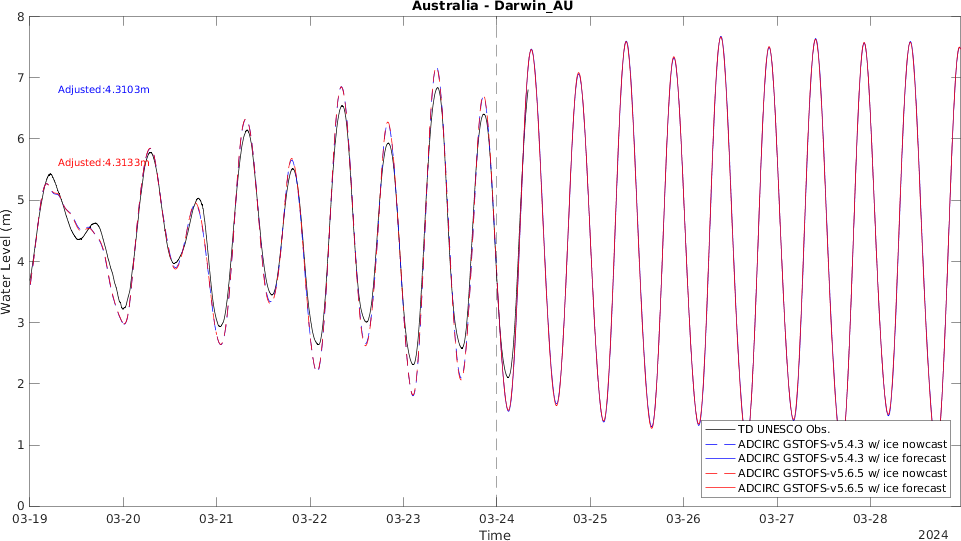 Australia - Darwin_AU
8
7
6
5
4
3
2
1
0
Water Level (m)
Adjusted:4.3103m
Adjusted:4.3133m
TD UNESCO Obs.
ADCIRC GSTOFS-v5.4.3 w/ ice nowcast
ADCIRC GSTOFS-v5.4.3 w/ ice forecast
ADCIRC GSTOFS-v5.6.5 w/ ice nowcast
ADCIRC GSTOFS-v5.6.5 w/ ice forecast
03-19 03-20 03-21 03-22 03-23 03-24 03-25 03-26 03-27 03-28
Time
2024